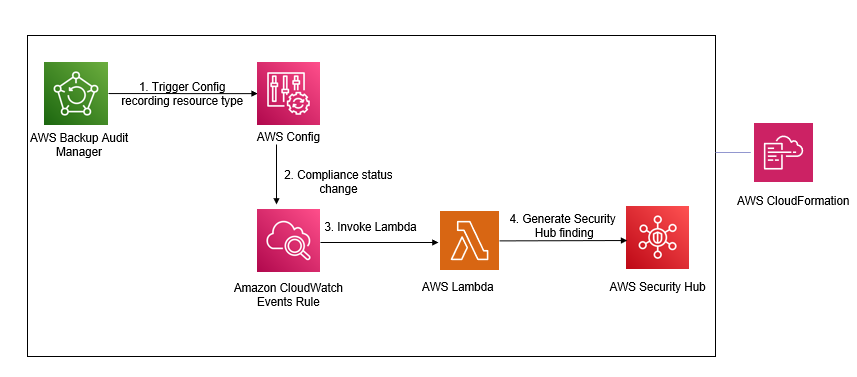 1. Trigger Config
recording resource type
AWS Backup Audit
Manager
AWS Config
2. Compliance status
change
3. Invoke Lambda
4. Generate Security
Hub finding
AWS CloudFormation
Amazon CloudWatch
Events Rule
AWS Lambda
AWS Security Hub